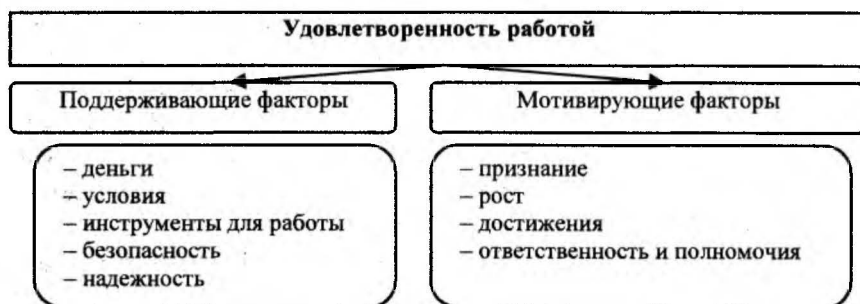 Удовлетворенность работой
Поддерживающие факторы
– деньги
– условия
– инструменты для работы
– безопасность
– надежность
Мотивирующие факторы
– признание
– рост
– достижения
– ответственность и полномочия